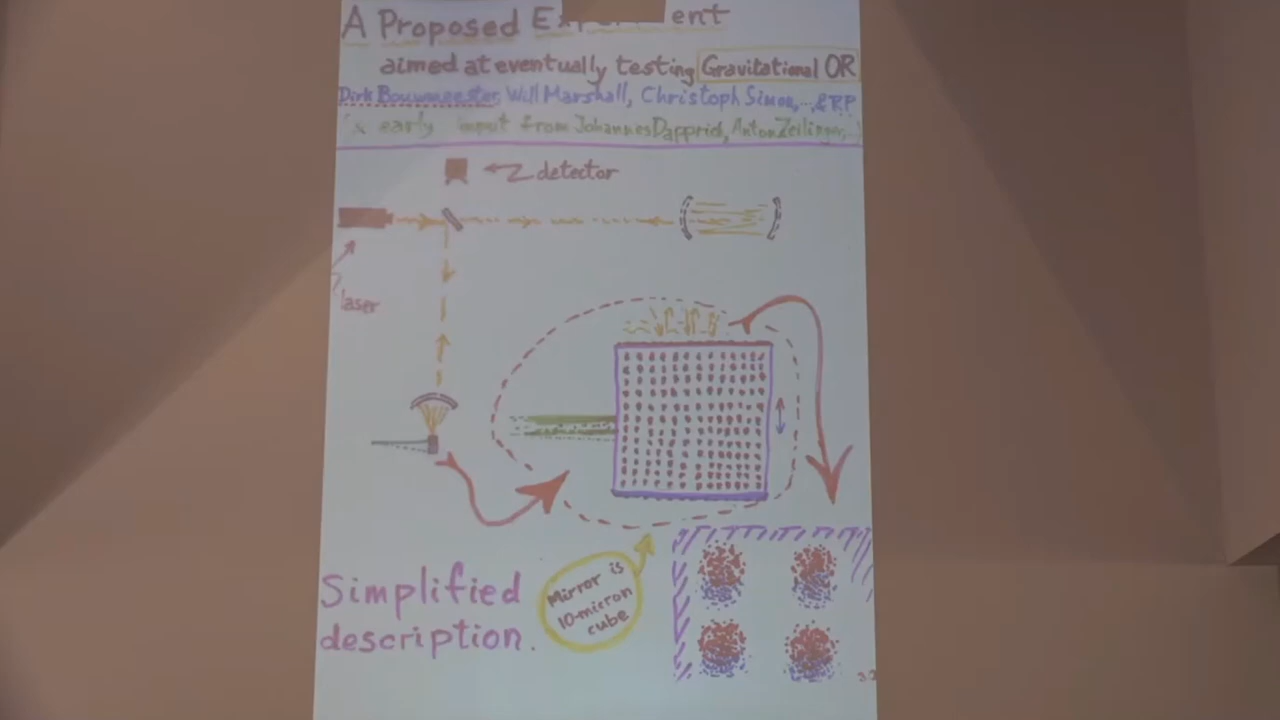 A Proposed Ex ent
aimed at eventually testing Gravitational OR
Dirk Bouwmeester, Will Marshall, Christoph Simon,...,& RP
early input from Johannes Dapprich, Anton Zeilinger,..
detector
laser
Mirror is
10-micron
cube
Simplified
description.